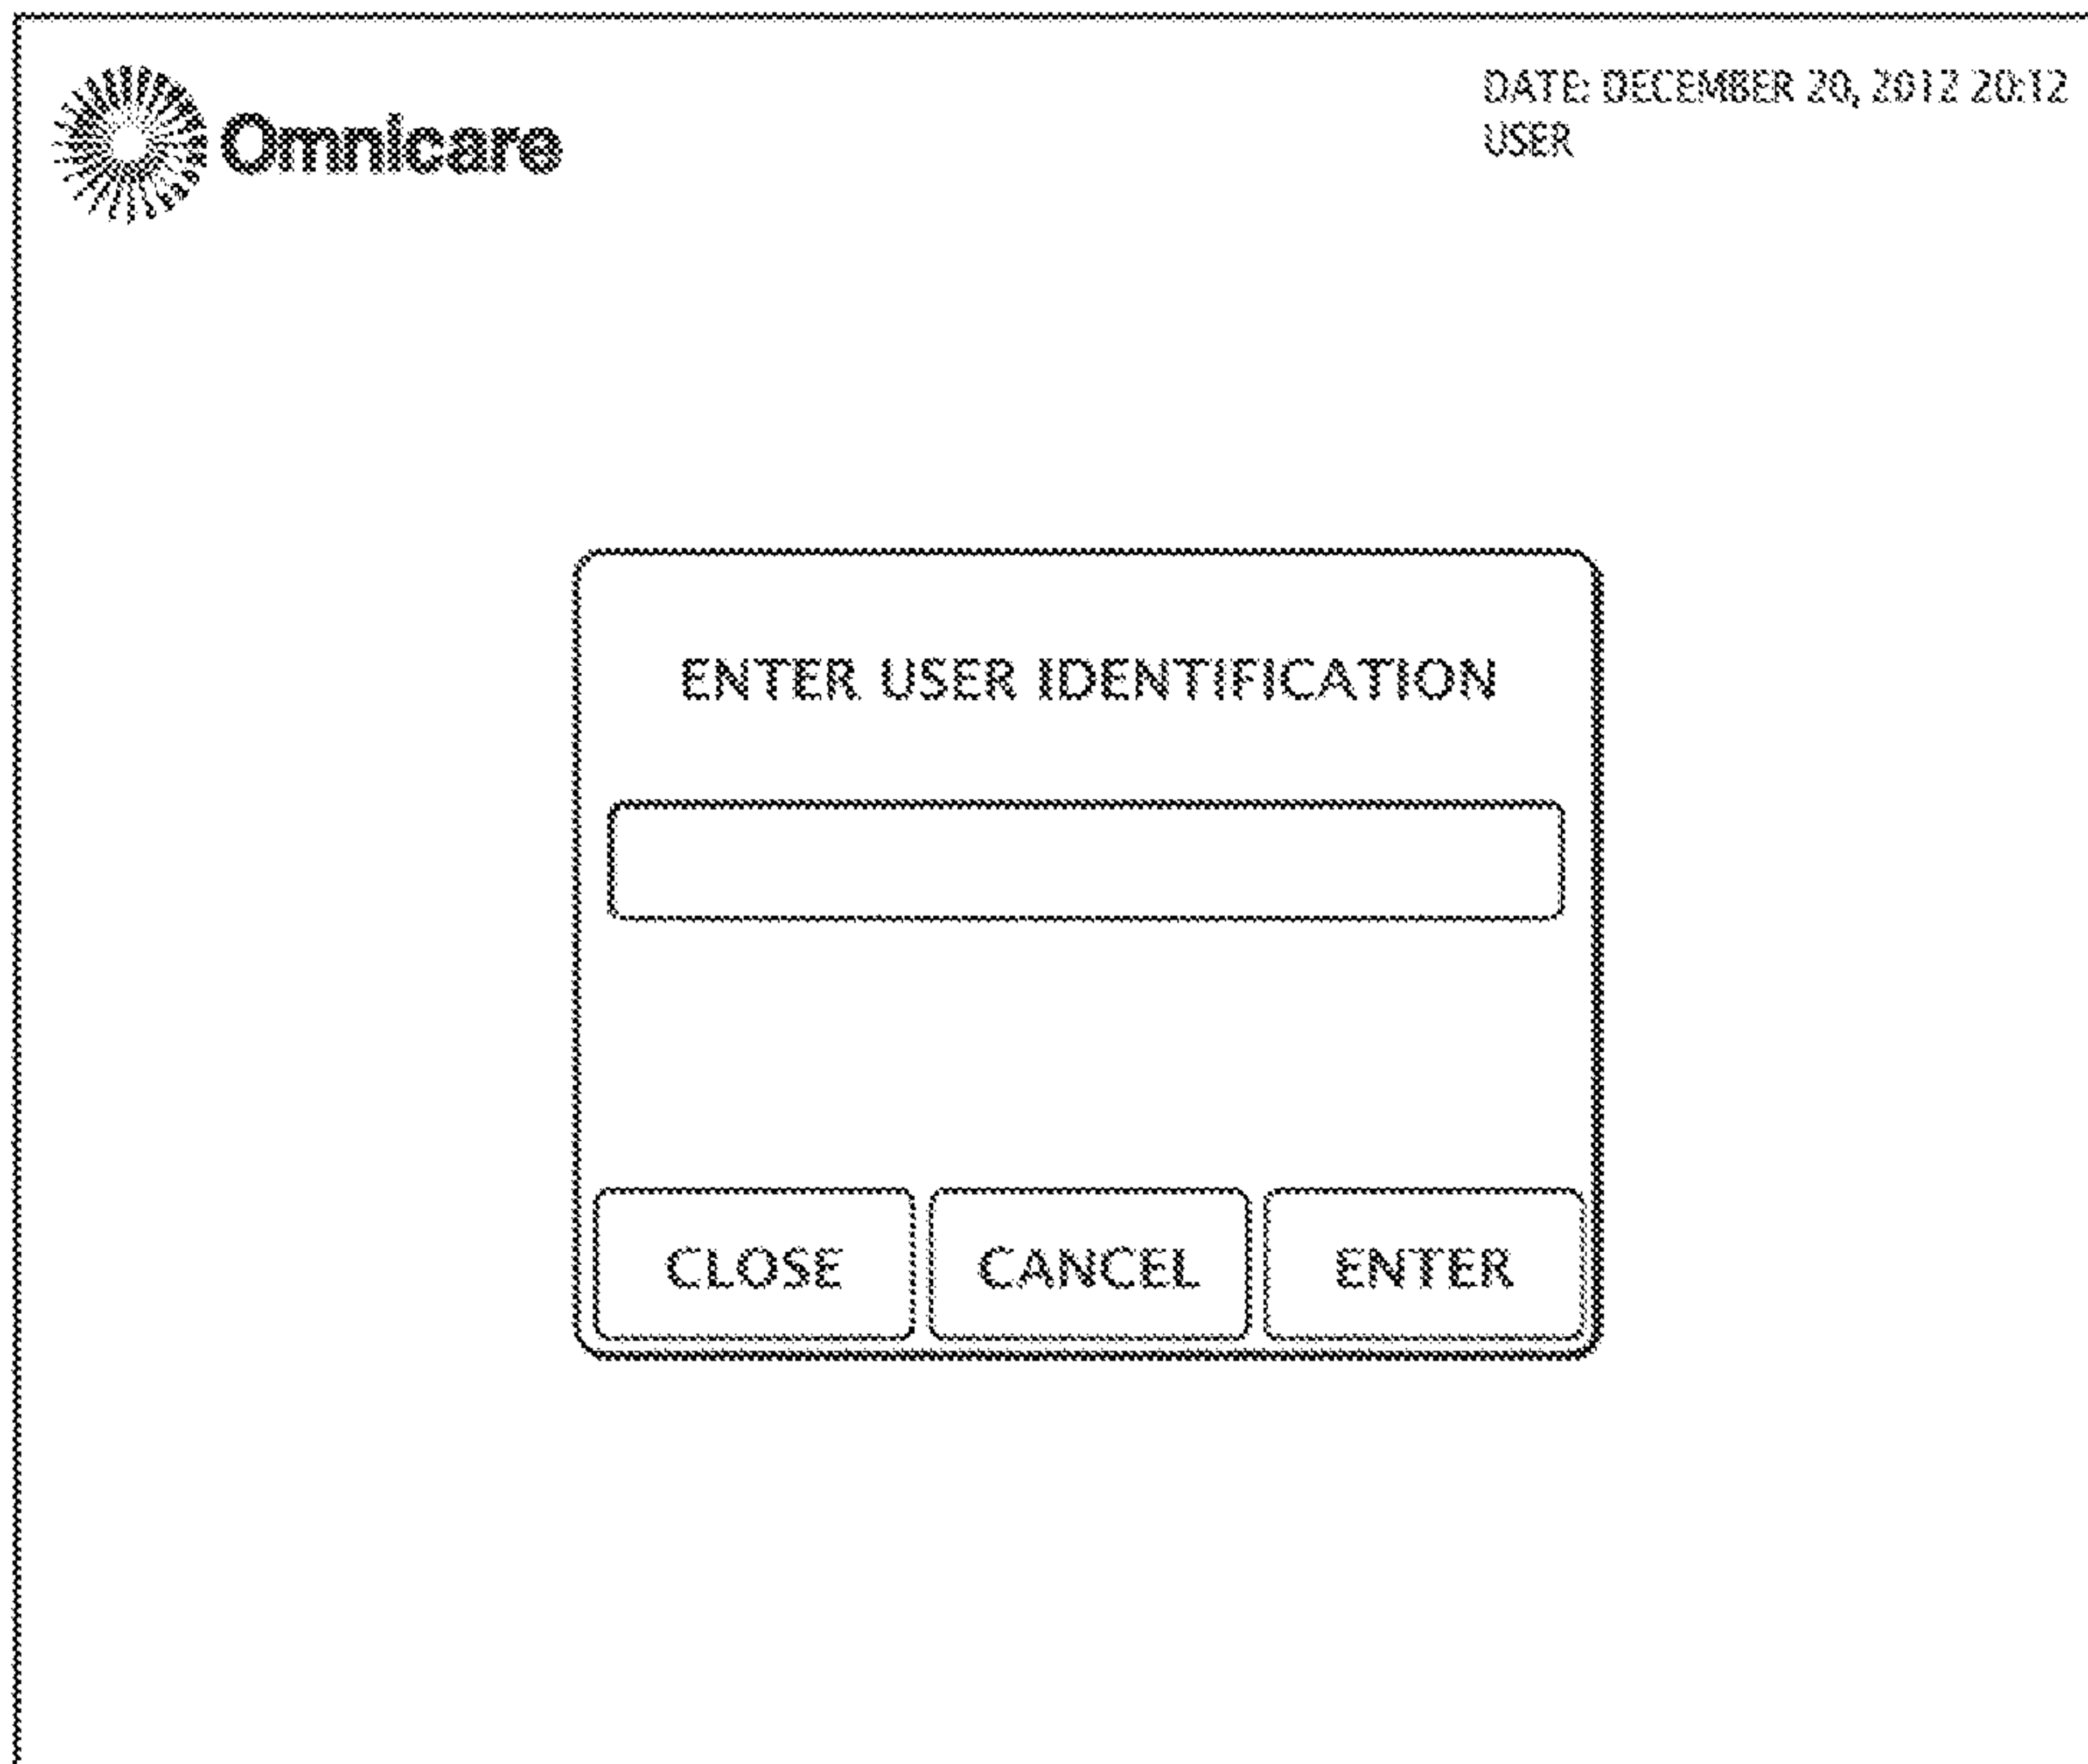 Omnicare
DATE: DECEMBER 20, 2012 20:12
USER
ENTER USER IDENTIFICATION
CLOSE
CANCEL
ENTER